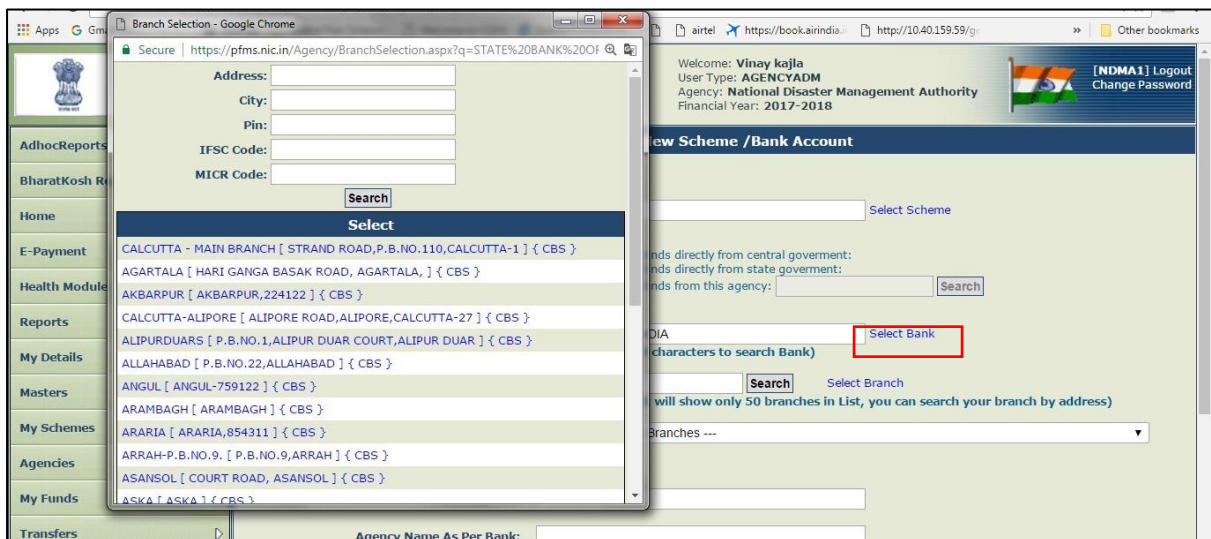 Branch Selection - Google Chrome
Apps G Gm
airtel https://book.airindia. http://10.40.159.59/g » Other bookmarks
Secure | https://pfms.nic.in/Agency/BranchSelection.aspx?q=STATE%20BANK%20OF
Address:
City:
Pin:
IFSC Code:
MICR Code:
Search
Select
CALCUTTA - MAIN BRANCH [ STRAND ROAD,P.B.NO.110,CALCUTTA-1 ] { CBS }
AGARTALA [ HARI GANGA BASAK ROAD, AGARTALA, ] { CBS }
AKBARPUR [ AKBARPUR,224122 ] { CBS }
CALCUTTA-ALIPORE [ ALIPORE ROAD,ALIPORE,CALCUTTA-27 ] { CBS }
ALIPURDUARS [ P.B.NO.1,ALIPUR DUAR COURT,ALIPUR DUAR ] { CBS }
ALLAHABAD [ P.B.NO.22,ALLAHABAD ] { CBS }
ANGUL [ ANGUL-759122 ] { CBS }
ARAMBAGH [ ARAMBAGH ] { CBS }
ARARIA [ ARARIA,854311 ] { CBS }
ARRAH-P.B.NO.9. [ P.B.NO.9,ARRAH ] { CBS }
ASANSOL [ COURT ROAD, ASANSOL ] { CBS }
ASKA [ ASKA ] { CBS }
Welcome: Vinay kajla
User Type: AGENCYADM
Agency: National Disaster Management Authority
Financial Year: 2017-2018
[NDMA1] Logout
Change Password
AdhocReports
BharatKosh Re
Home
E-Payment
Health Module
Reports
My Details
Masters
My Schemes
Agencies
My Funds
Transfers
ew Scheme /Bank Account
Select Scheme
nds directly from central goverment:
nds directly from state goverment:
nds from this agency: Search
DIA Select Bank
characters to search Bank)
Search Select Branch
will show only 50 branches in List, you can search your branch by address)
Branches ---
Agency Name As Per Bank: